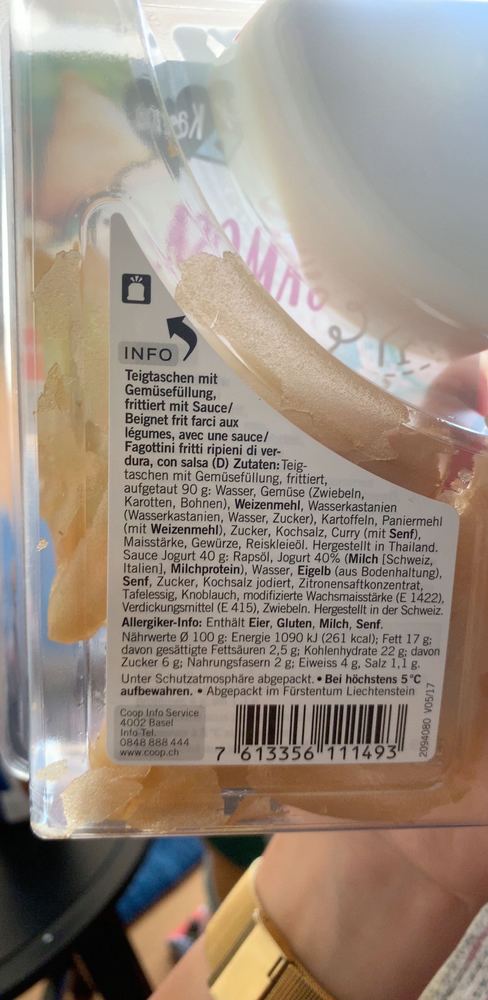 INFO
Teigtaschen mit
Gemüsefüllung,
frittiert mit Sauce/
Beignet frit farci aux
légumes, avec une sauce/
Fagottini fritti ripieni di ver-
dura, con salsa (D) Zutaten: Teig-
taschen mit Gemüsefüllung, frittiert,
aufgetaut 90 g: Wasser, Gemüse (Zwiebeln,
Karotten, Bohnen), Weizenmehl, Wasserkastanien
(Wasserkastanien, Wasser, Zucker), Kartoffeln, Paniermehl
(mit Weizenmehl), Zucker, Kochsalz, Curry (mit Senf),
Maisstärke, Gewürze, Reiskleieöl. Hergestellt in Thailand.
Sauce Jogurt 40 g: Rapsöl, Jogurt 40% (Milch [Schweiz,
Italien], Milchprotein), Wasser, Eigelb (aus Bodenhaltung),
Senf, Zucker, Kochsalz jodiert, Zitronensaftkonzentrat,
Tafelessig, Knoblauch, modifizierte Wachsmaisstärke (E 1422),
Verdickungsmittel (E 415), Zwiebeln. Hergestellt in der Schweiz.
Allergiker-Info: Enthält Eier, Gluten, Milch, Senf.
Nährwerte Ø 100 g: Energie 1090 kJ (261 kcal); Fett 17 g;
davon gesättigte Fettsäuren 2,5 g; Kohlenhydrate 22 g; davon
Zucker 6 g; Nahrungsfasern 2 g; Eiweiss 4 g, Salz 1,1 g.
Unter Schutzatmosphäre abgepackt. • Bei höchstens 5°C
aufbewahren. • Abgepackt im Fürstentum Liechtenstein
Coop Info Service
4002 Basel
Info-Tel.
0848 888 444
www.coop.ch
7 613356 111493
2094080 V05/17